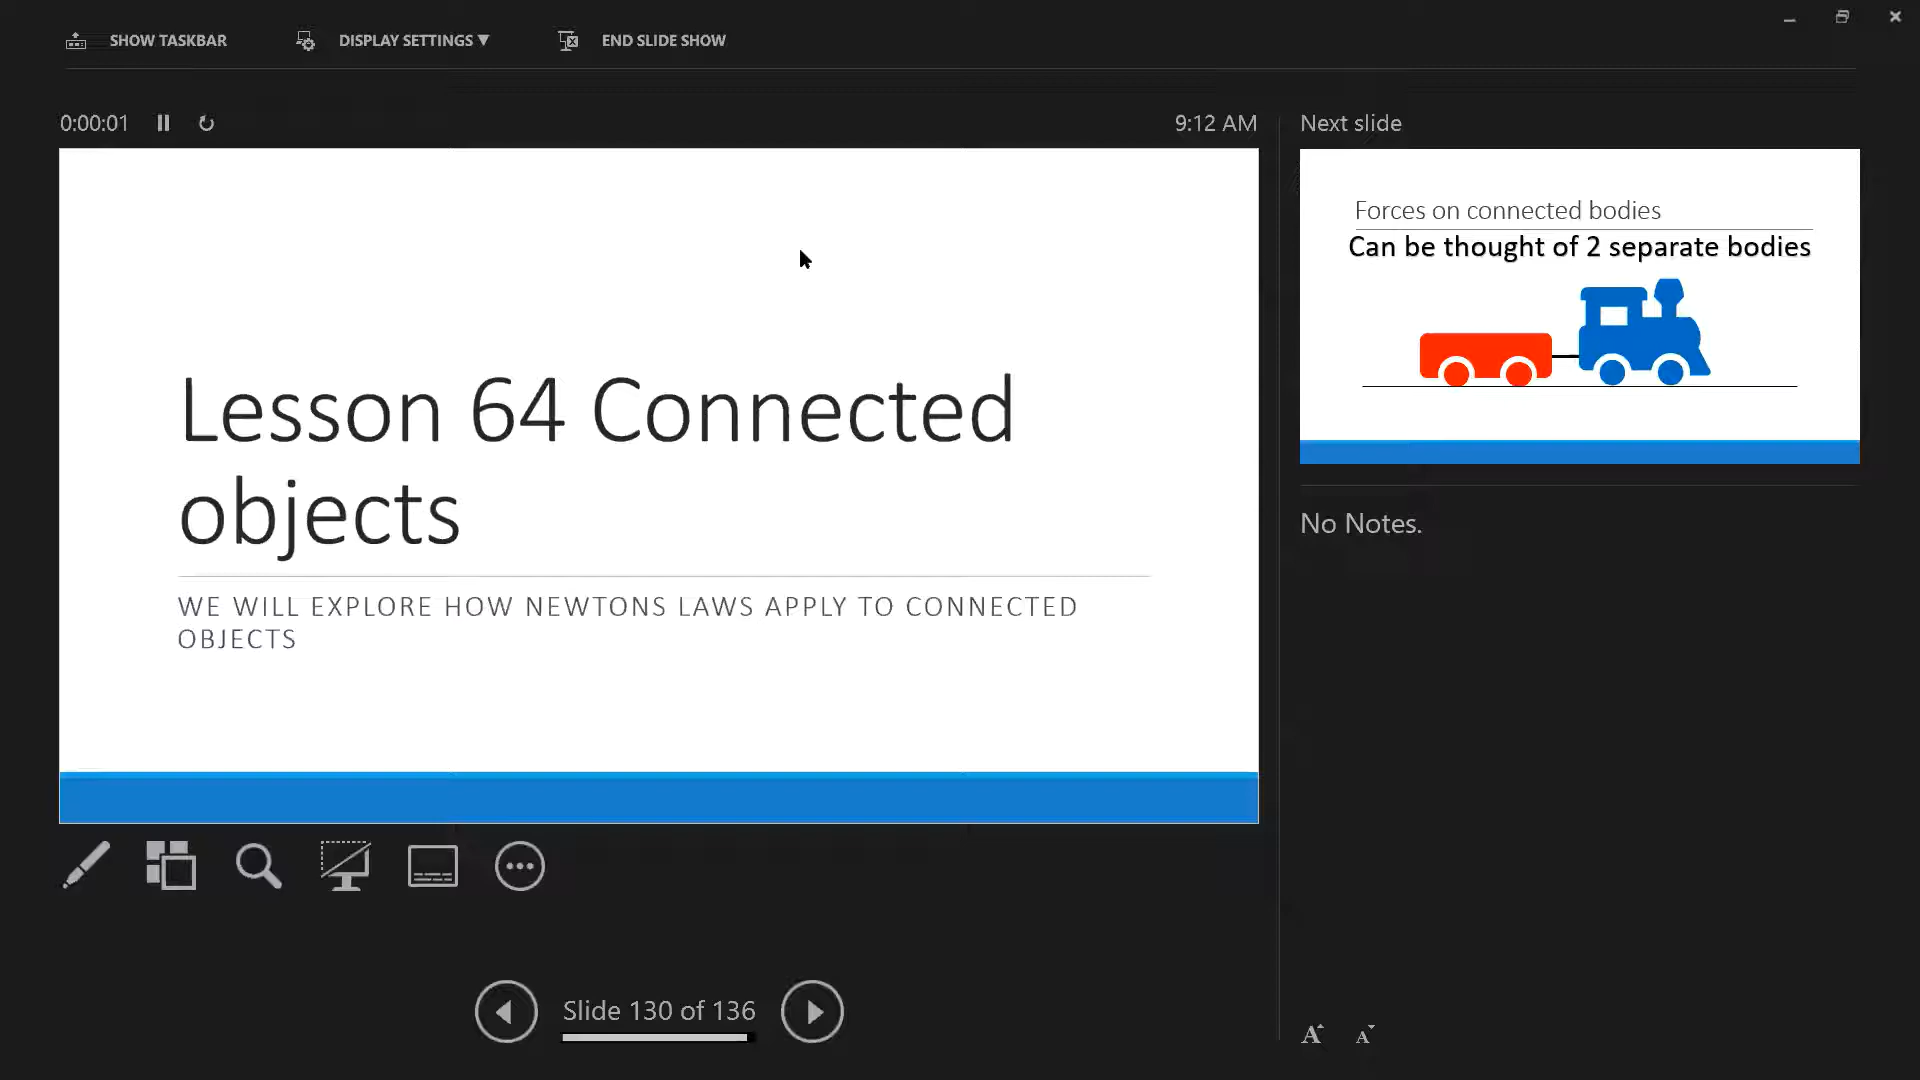 SHOW TASKBAR
DISPLAY SETTINGS ▼
END SLIDE SHOW
0:00:01
9:12 AM
Next slide
Lesson 64 Connected
objects
WE WILL EXPLORE HOW NEWTONS LAWS APPLY TO CONNECTED
OBJECTS
Forces on connected bodies
Can be thought of 2 separate bodies
No Notes.
Slide 130 of 136
A A